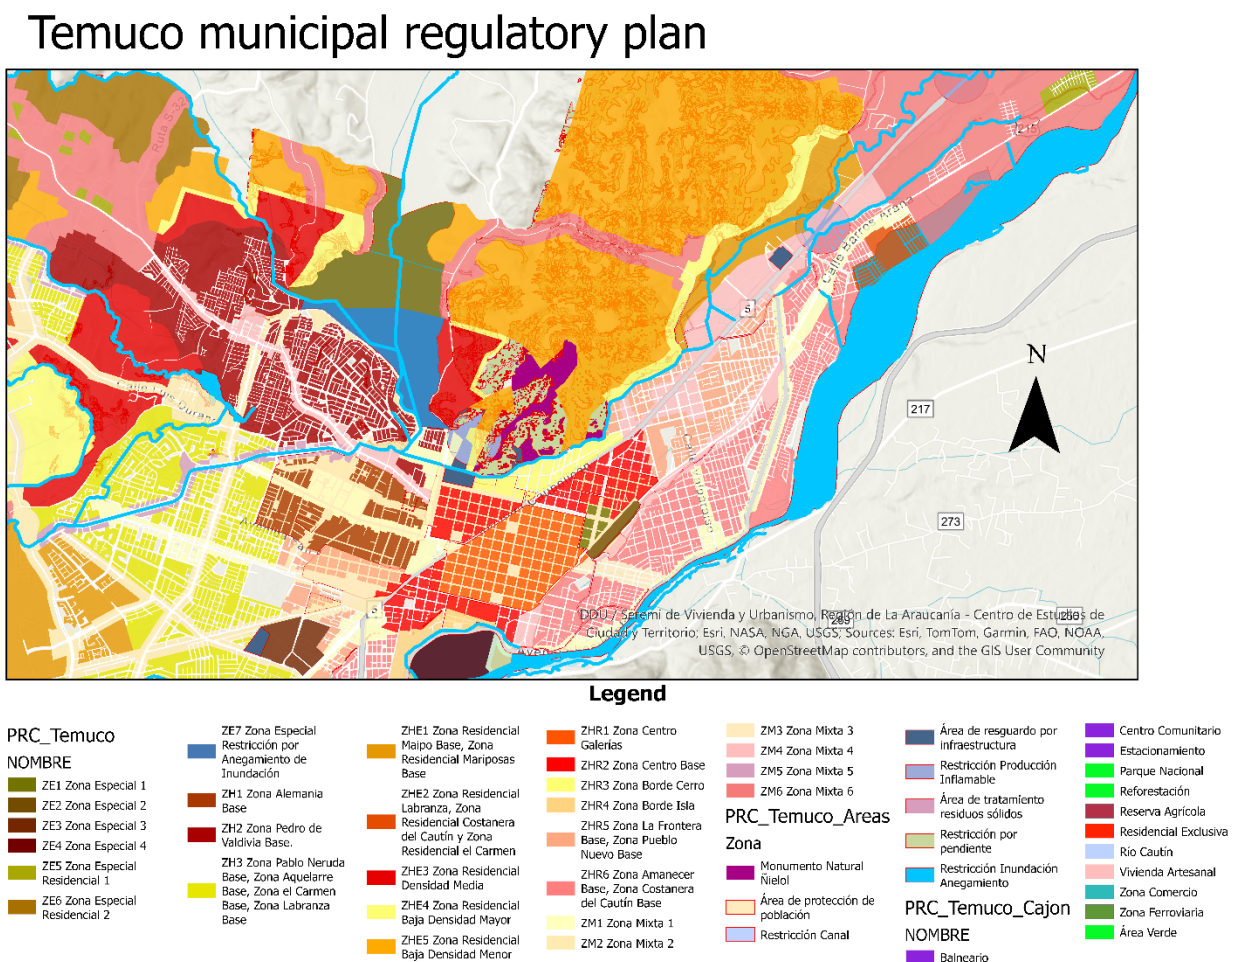 Temuco municipal regulatory plan
Ruta S-32
215
Calle Barros Arana
5
N
217
Calle Luis Durand
Caupolicán
273
5
289
260
DDU / Seremi de Vivienda y Urbanismo, Región de La Araucanía - Centro de Estudios de
Ciudad y Territorio; Esri, NASA, NGA, USGS; Sources: Esri, TomTom, Garmin, FAO, NOAA,
USGS, © OpenStreetMap contributors, and the GIS User Community
Legend
PRC_Temuco
NOMBRE
ZE1 Zona Especial 1
ZE2 Zona Especial 2
ZE3 Zona Especial 3
ZE4 Zona Especial 4
ZE5 Zona Especial
Residencial 1
ZE6 Zona Especial
Residencial 2
ZE7 Zona Especial
Restricción por
Anegamiento de
Inundación
ZH1 Zona Alemania
Base
ZH2 Zona Pedro de
Valdivia Base.
ZH3 Zona Pablo Neruda
Base, Zona Aquelarre
Base, Zona el Carmen
Base, Zona Labranza
Base
ZHE1 Zona Residencial
Maipo Base, Zona
Residencial Mariposas
Base
ZHE2 Zona Residencial
Labranza, Zona
Residencial Costanera
del Cautín y Zona
Residencial el Carmen
ZHE3 Zona Residencial
Densidad Media
ZHE4 Zona Residencial
Baja Densidad Mayor
ZHE5 Zona Residencial
Baja Densidad Menor
ZHR1 Zona Centro
Galerías
ZHR2 Zona Centro Base
ZHR3 Zona Borde Cerro
ZHR4 Zona Borde Isla
ZHR5 Zona La Frontera
Base, Zona Pueblo
Nuevo Base
ZHR6 Zona Amanecer
Base, Zona Costanera
del Cautín Base
ZM1 Zona Mixta 1
ZM2 Zona Mixta 2
ZM3 Zona Mixta 3
ZM4 Zona Mixta 4
ZM5 Zona Mixta 5
ZM6 Zona Mixta 6
PRC_Temuco_Areas
Zona
Monumento Natural
Ñielol
Área de protección de
población
Restricción Canal
Área de resguardo por
infraestructura
Restricción Producción
Inflamable
Área de tratamiento
residuos sólidos
Restricción por
pendiente
Restricción Inundación
Anegamiento
PRC_Temuco_Cajon
NOMBRE
Balneario
Centro Comunitario
Estacionamiento
Parque Nacional
Reforestación
Reserva Agrícola
Residencial Exclusiva
Río Cautín
Vivienda Artesanal
Zona Comercio
Zona Ferroviaria
Área Verde